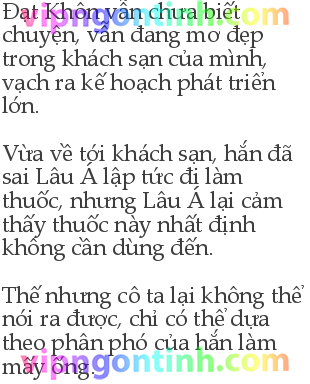 Đạt Khôn vẫn chưa biết
chuyện, vẫn đang mơ đẹp
trong khách sạn của mình,
vạch ra kế hoạch phát triển
lớn.
Vừa về tới khách sạn, hắn đã
sai Lâu Á lập tức đi làm
thuốc, nhưng Lâu Á lại cảm
thấy thuốc này nhất định
không cần dùng đến.
Thế nhưng cô ta lại không thể
nói ra được, chỉ có thể dựa
theo phân phó của hắn làm
mấy ống.
vipngontinh.com
vipngontinh.com